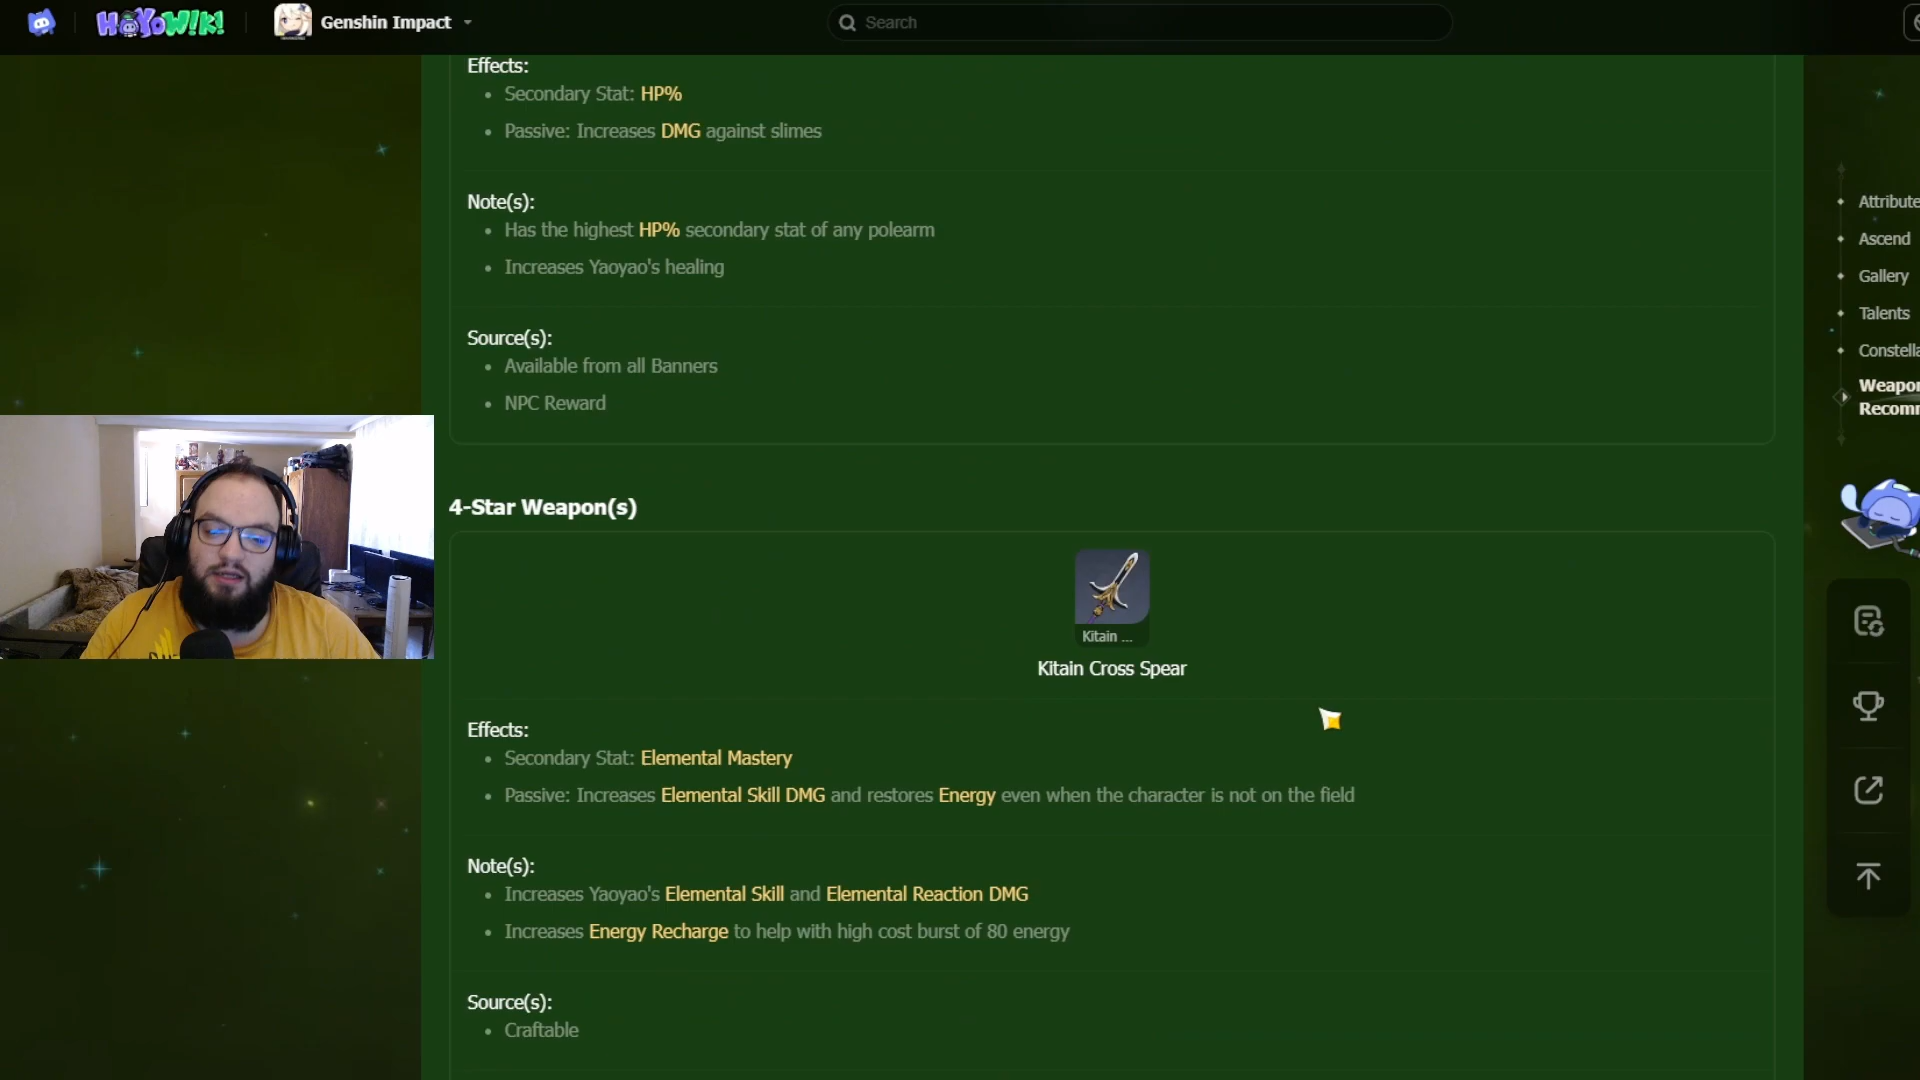 HoYoWiKi
Genshin Impact
Search
Effects:
Secondary Stat: HP%
Passive: Increases DMG against slimes
Note(s):
Has the highest HP% secondary stat of any polearm
Increases Yaoyao's healing
Source(s):
Available from all Banners
NPC Reward
4-Star Weapon(s)
Kitain ...
Kitain Cross Spear
Effects:
Secondary Stat: Elemental Mastery
Passive: Increases Elemental Skill DMG and restores Energy even when the character is not on the field
Note(s):
Increases Yaoyao's Elemental Skill and Elemental Reaction DMG
Increases Energy Recharge to help with high cost burst of 80 energy
Source(s):
Craftable
Attribute
Ascend
Gallery
Talents
Constella
Weapon
Recomm